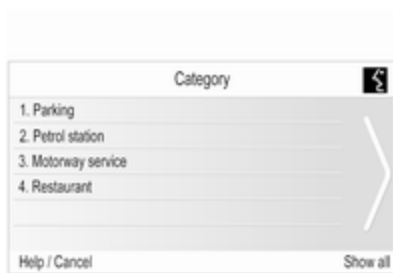 Category
1. Parking
2. Petrol station
3. Motorway service
4. Restaurant
Help / Cancel
Show all